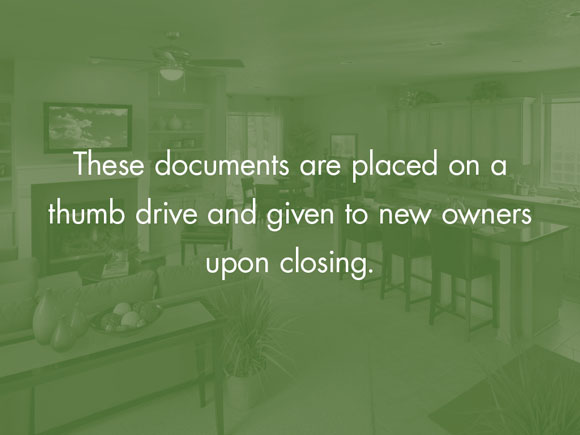 These documents are placed on a
thumb drive and given to new owners
upon closing.